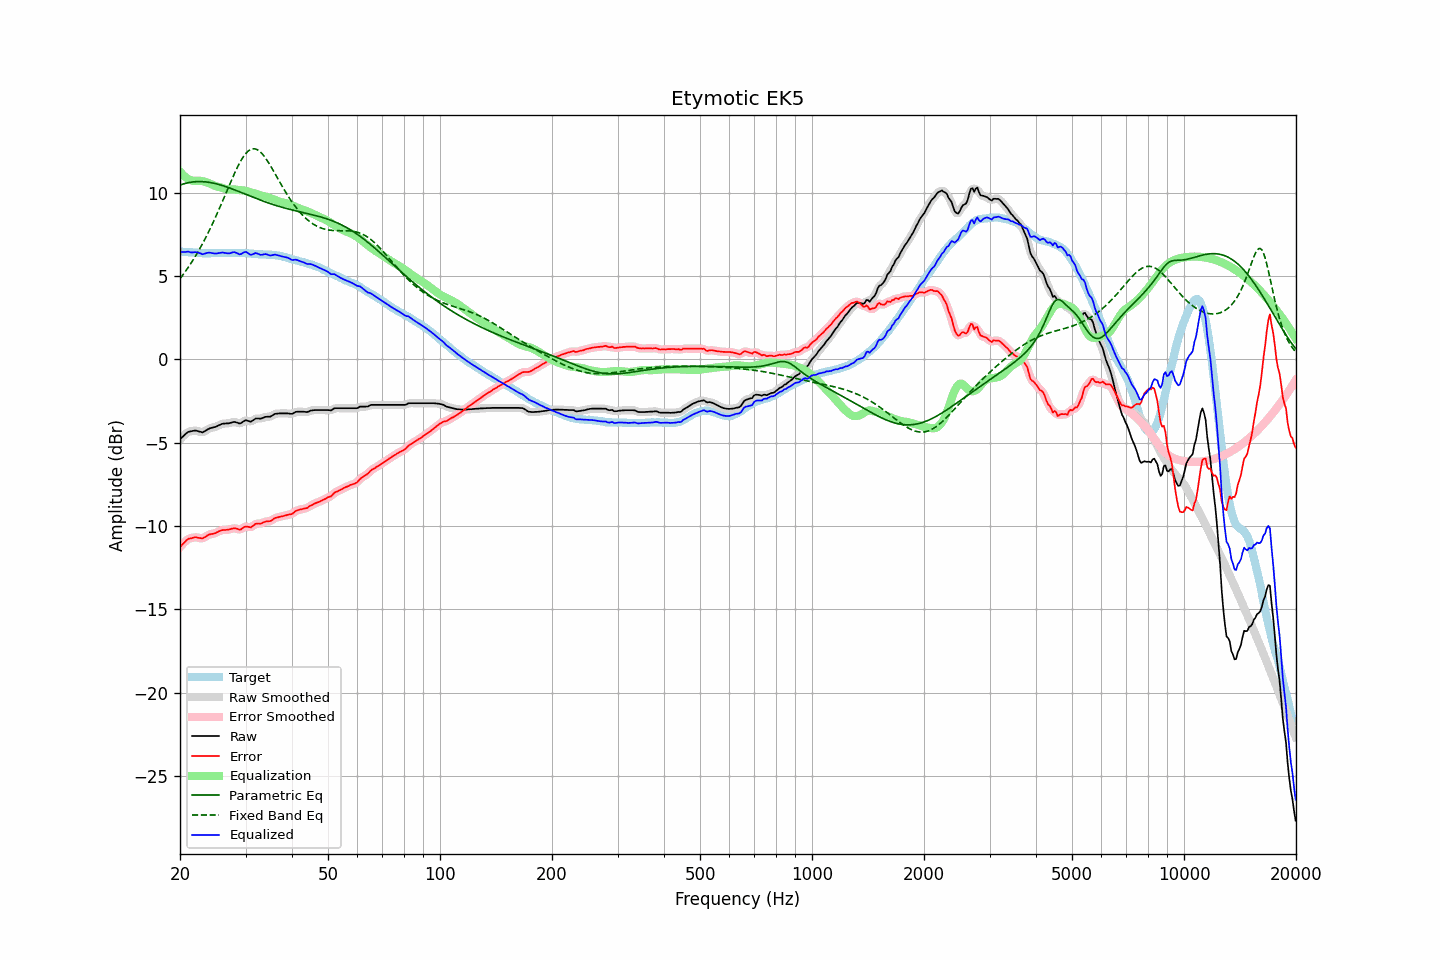 Etymotic EK5
Amplitude (dBr)
10
5
0
−5
−10
−15
−20
−25
Target
Raw Smoothed
Error Smoothed
Raw
Error
Equalization
Parametric Eq
Fixed Band Eq
Equalized
20 50 100 200 500 1000 2000 5000 10000 20000
Frequency (Hz)